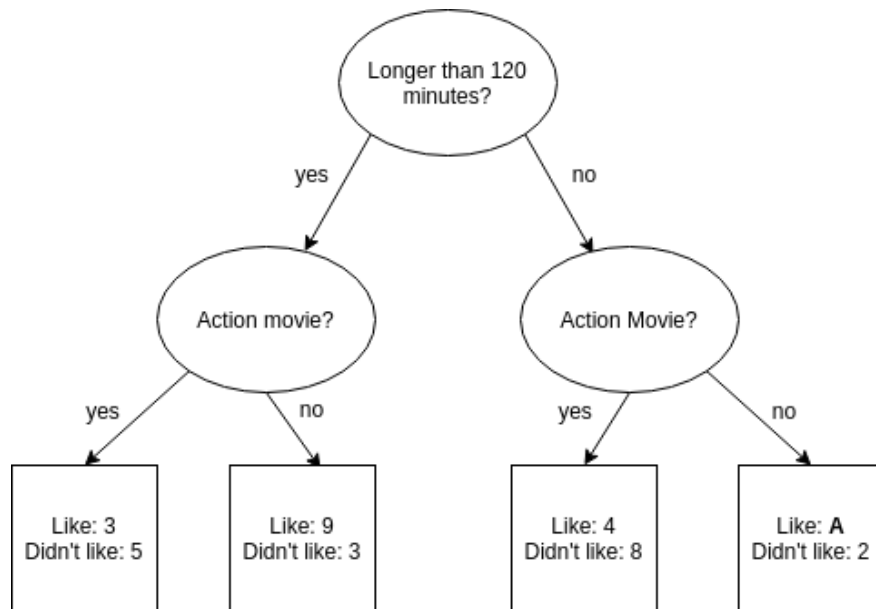 Longer than 120
minutes?
yes
no
Action movie?
Action Movie?
yes
no
yes
no
Like: 3
Didn't like: 5
Like: 9
Didn't like: 3
Like: 4
Didn't like: 8
Like: A
Didn't like: 2